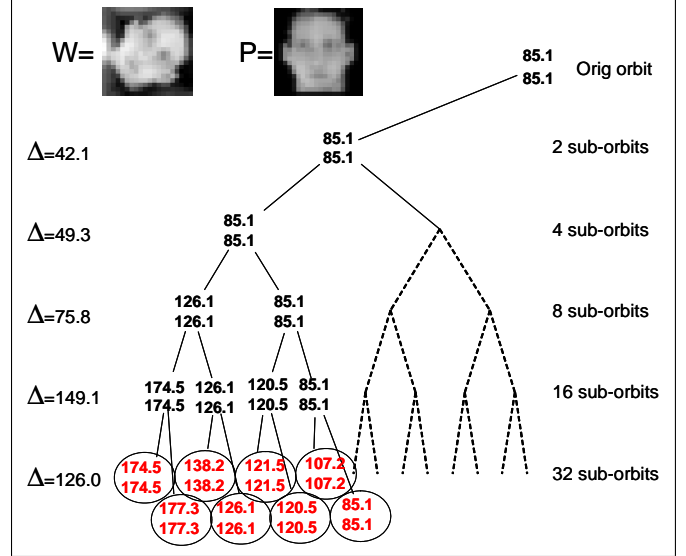 W= P=
85.1
85.1
Orig orbit
Δ=42.1
85.1
85.1
2 sub-orbits
Δ=49.3
85.1
85.1
4 sub-orbits
Δ=75.8
126.1 85.1
126.1 85.1
8 sub-orbits
Δ=149.1
174.5 126.1 120.5 85.1
174.5 126.1 120.5 85.1
16 sub-orbits
Δ=126.0
174.5 138.2 121.5 107.2
174.5 138.2 121.5 107.2
32 sub-orbits
177.3 126.1 120.5 85.1
177.3 126.1 120.5 85.1